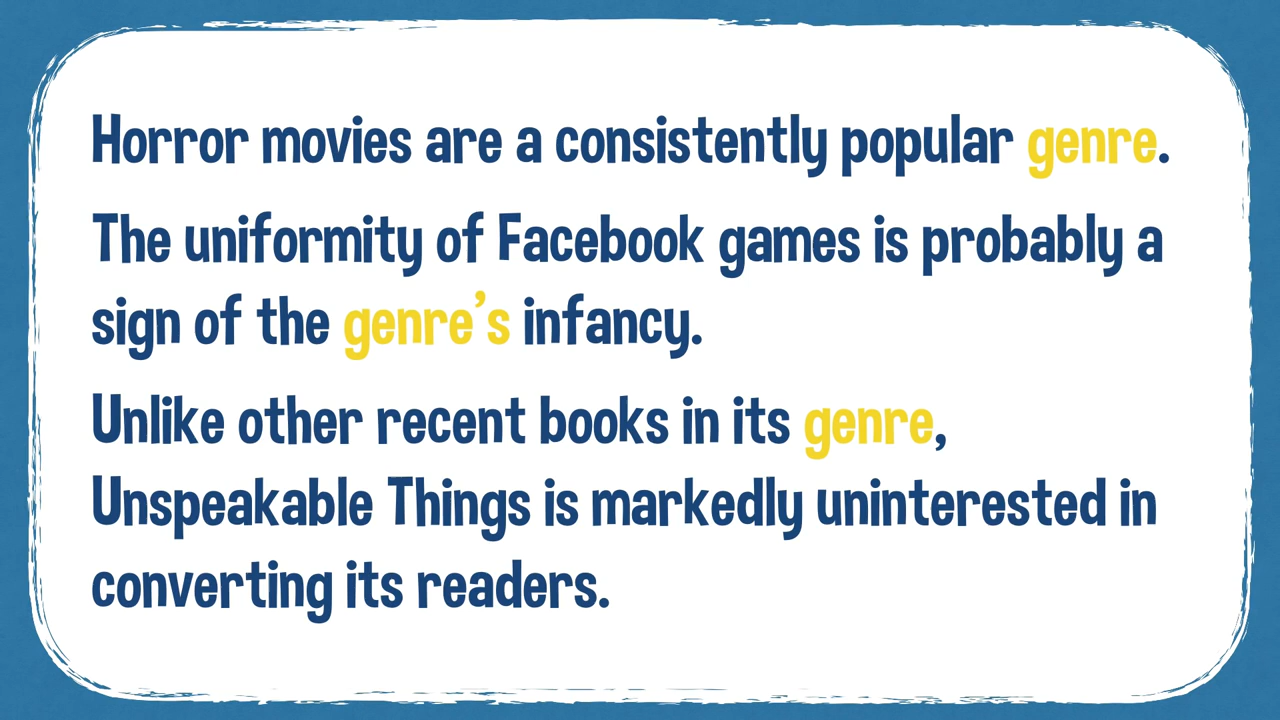 Horror movies are a consistently popular genre.
The uniformity of Facebook games is probably a
sign of the genre’s infancy.
Unlike other recent books in its genre,
Unspeakable Things is markedly uninterested in
converting its readers.